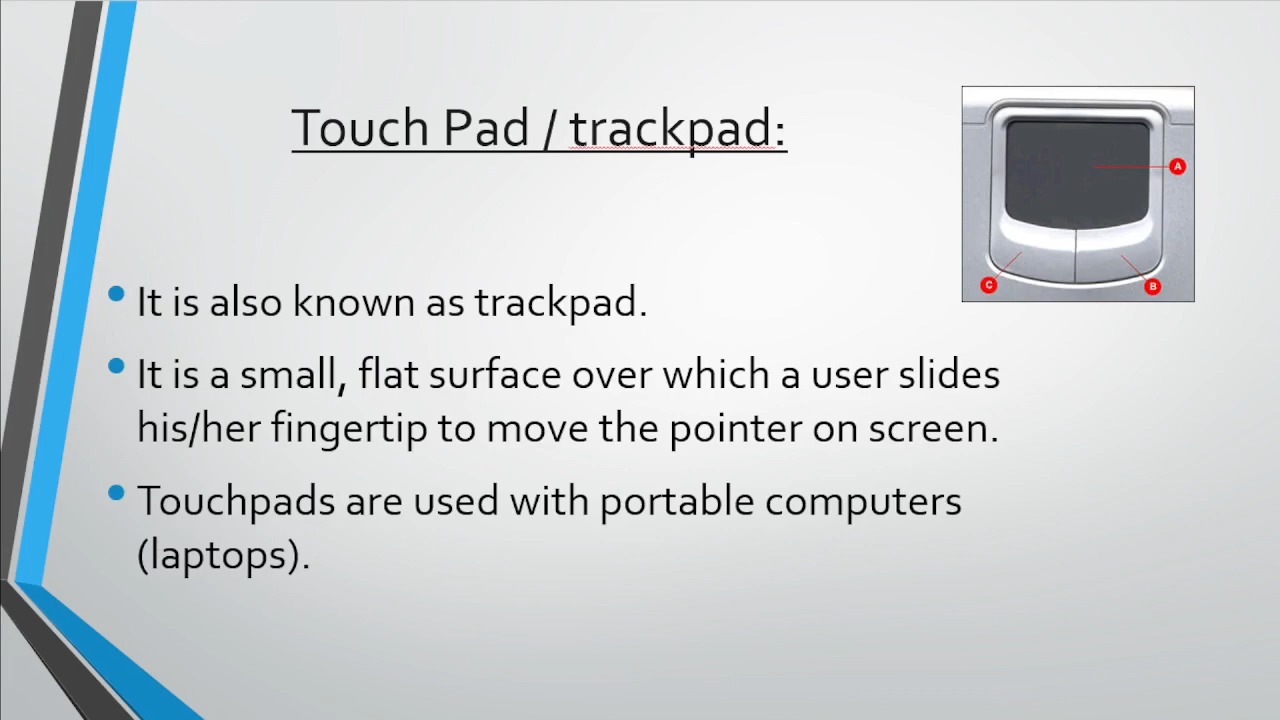 Touch Pad / trackpad:
A
C
B
It is also known as trackpad.
It is a small, flat surface over which a user slides
his/her fingertip to move the pointer on screen.
Touchpads are used with portable computers
(laptops).